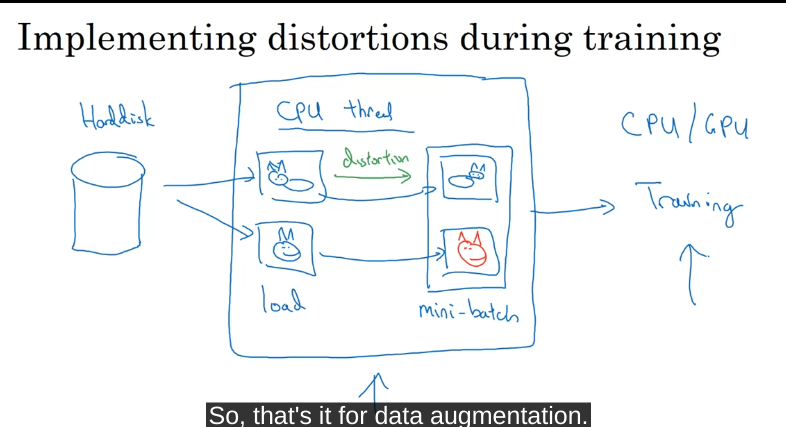 Implementing distortions during training
Harddisk
CPU thread
distortion
CPU/GPU
Training
load
mini-batch
So, that's it for data augmentation.